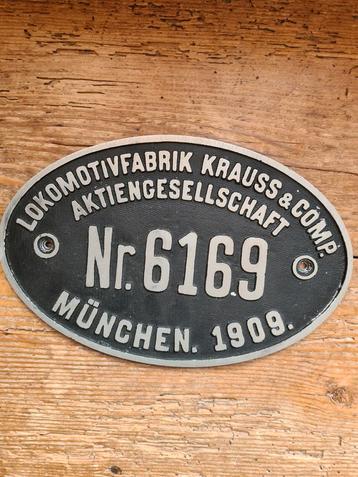 LOKOMOTIVFABRIK KRAUSS & COMP.
AKTIENGESELLSCHAFT
Nr. 6169
MÜNCHEN. 1909.